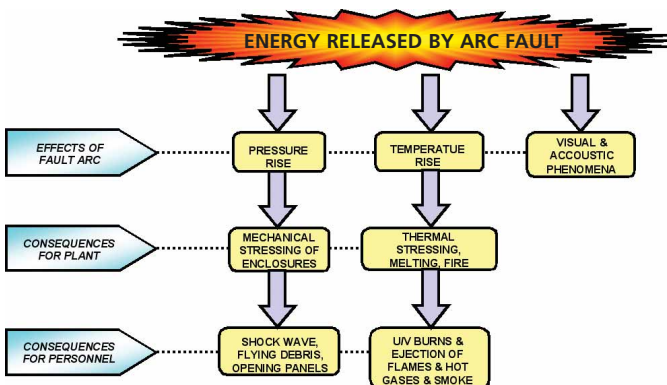 ENERGY RELEASED BY ARC FAULT
EFFECTS OF
FAULT ARC
PRESSURE
RISE
TEMPERATUE
RISE
VISUAL &
ACCOUSTIC
PHENOMENA
CONSEQUENCES
FOR PLANT
MECHANICAL
STRESSING OF
ENCLOSURES
THERMAL
STRESSING,
MELTING, FIRE
CONSEQUENCES
FOR PERSONNEL
SHOCK WAVE,
FLYING DEBRIS,
OPENING PANELS
U/V BURNS &
EJECTION OF
FLAMES & HOT
GASES & SMOKE